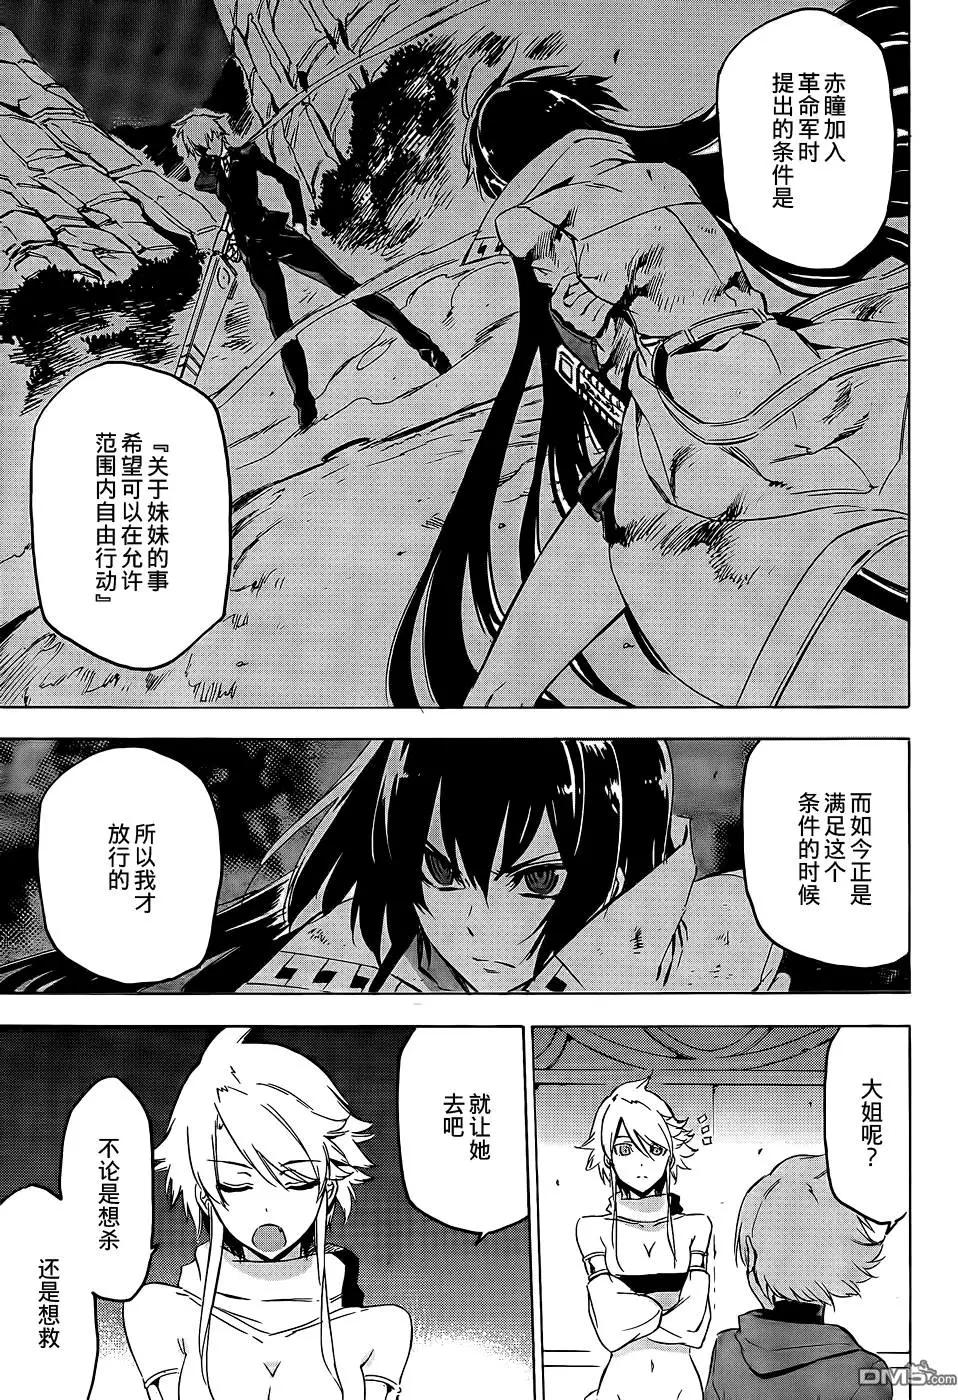 赤瞳加入
革命军时
提出的条件是
『关于妹妹的事
希望可以在允许
范围内自由行动』
而如今正是
满足这个
条件的时候
所以我才
放行的
大姐呢？
就让她
去吧
不论是想杀
还是想救
DM5.com